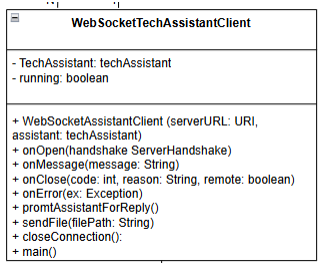 WebSocketTechAssistantClient
- TechAssistant: techAssistant
- running: boolean
+ WebSocketAssistantClient (serverURL: URI,
assistant: techAssistant)
+ onOpen(handshake ServerHandshake)
+ onMessage(message: String)
+ onClose(code: int, reason: String, remote: boolean)
+ onError(ex: Exception)
+ promtAssistantForReply()
+ sendFile(filePath: String)
+ closeConnection():
+ main()